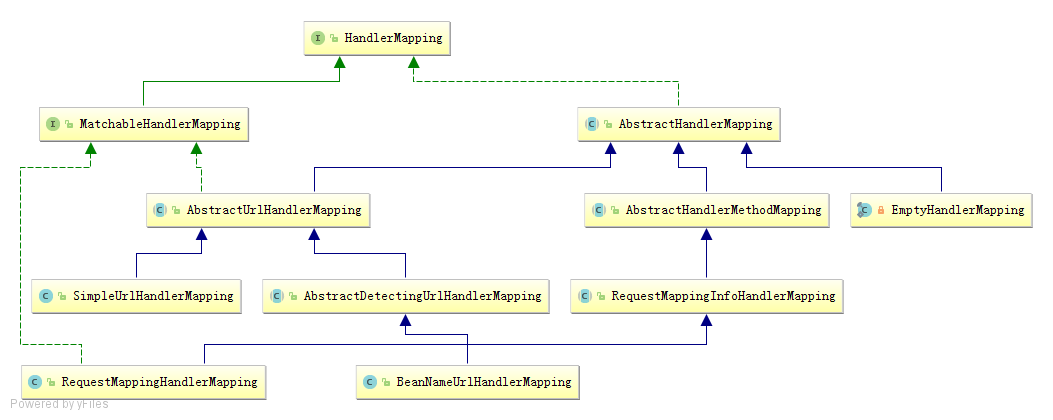 HandlerMapping
MatchableHandlerMapping
AbstractHandlerMapping
AbstractUrlHandlerMapping
AbstractHandlerMethodMapping
EmptyHandlerMapping
SimpleUrlHandlerMapping
AbstractDetectingUrlHandlerMapping
RequestMappingInfoHandlerMapping
RequestMappingHandlerMapping
BeanNameUrlHandlerMapping
Powered by yFiles